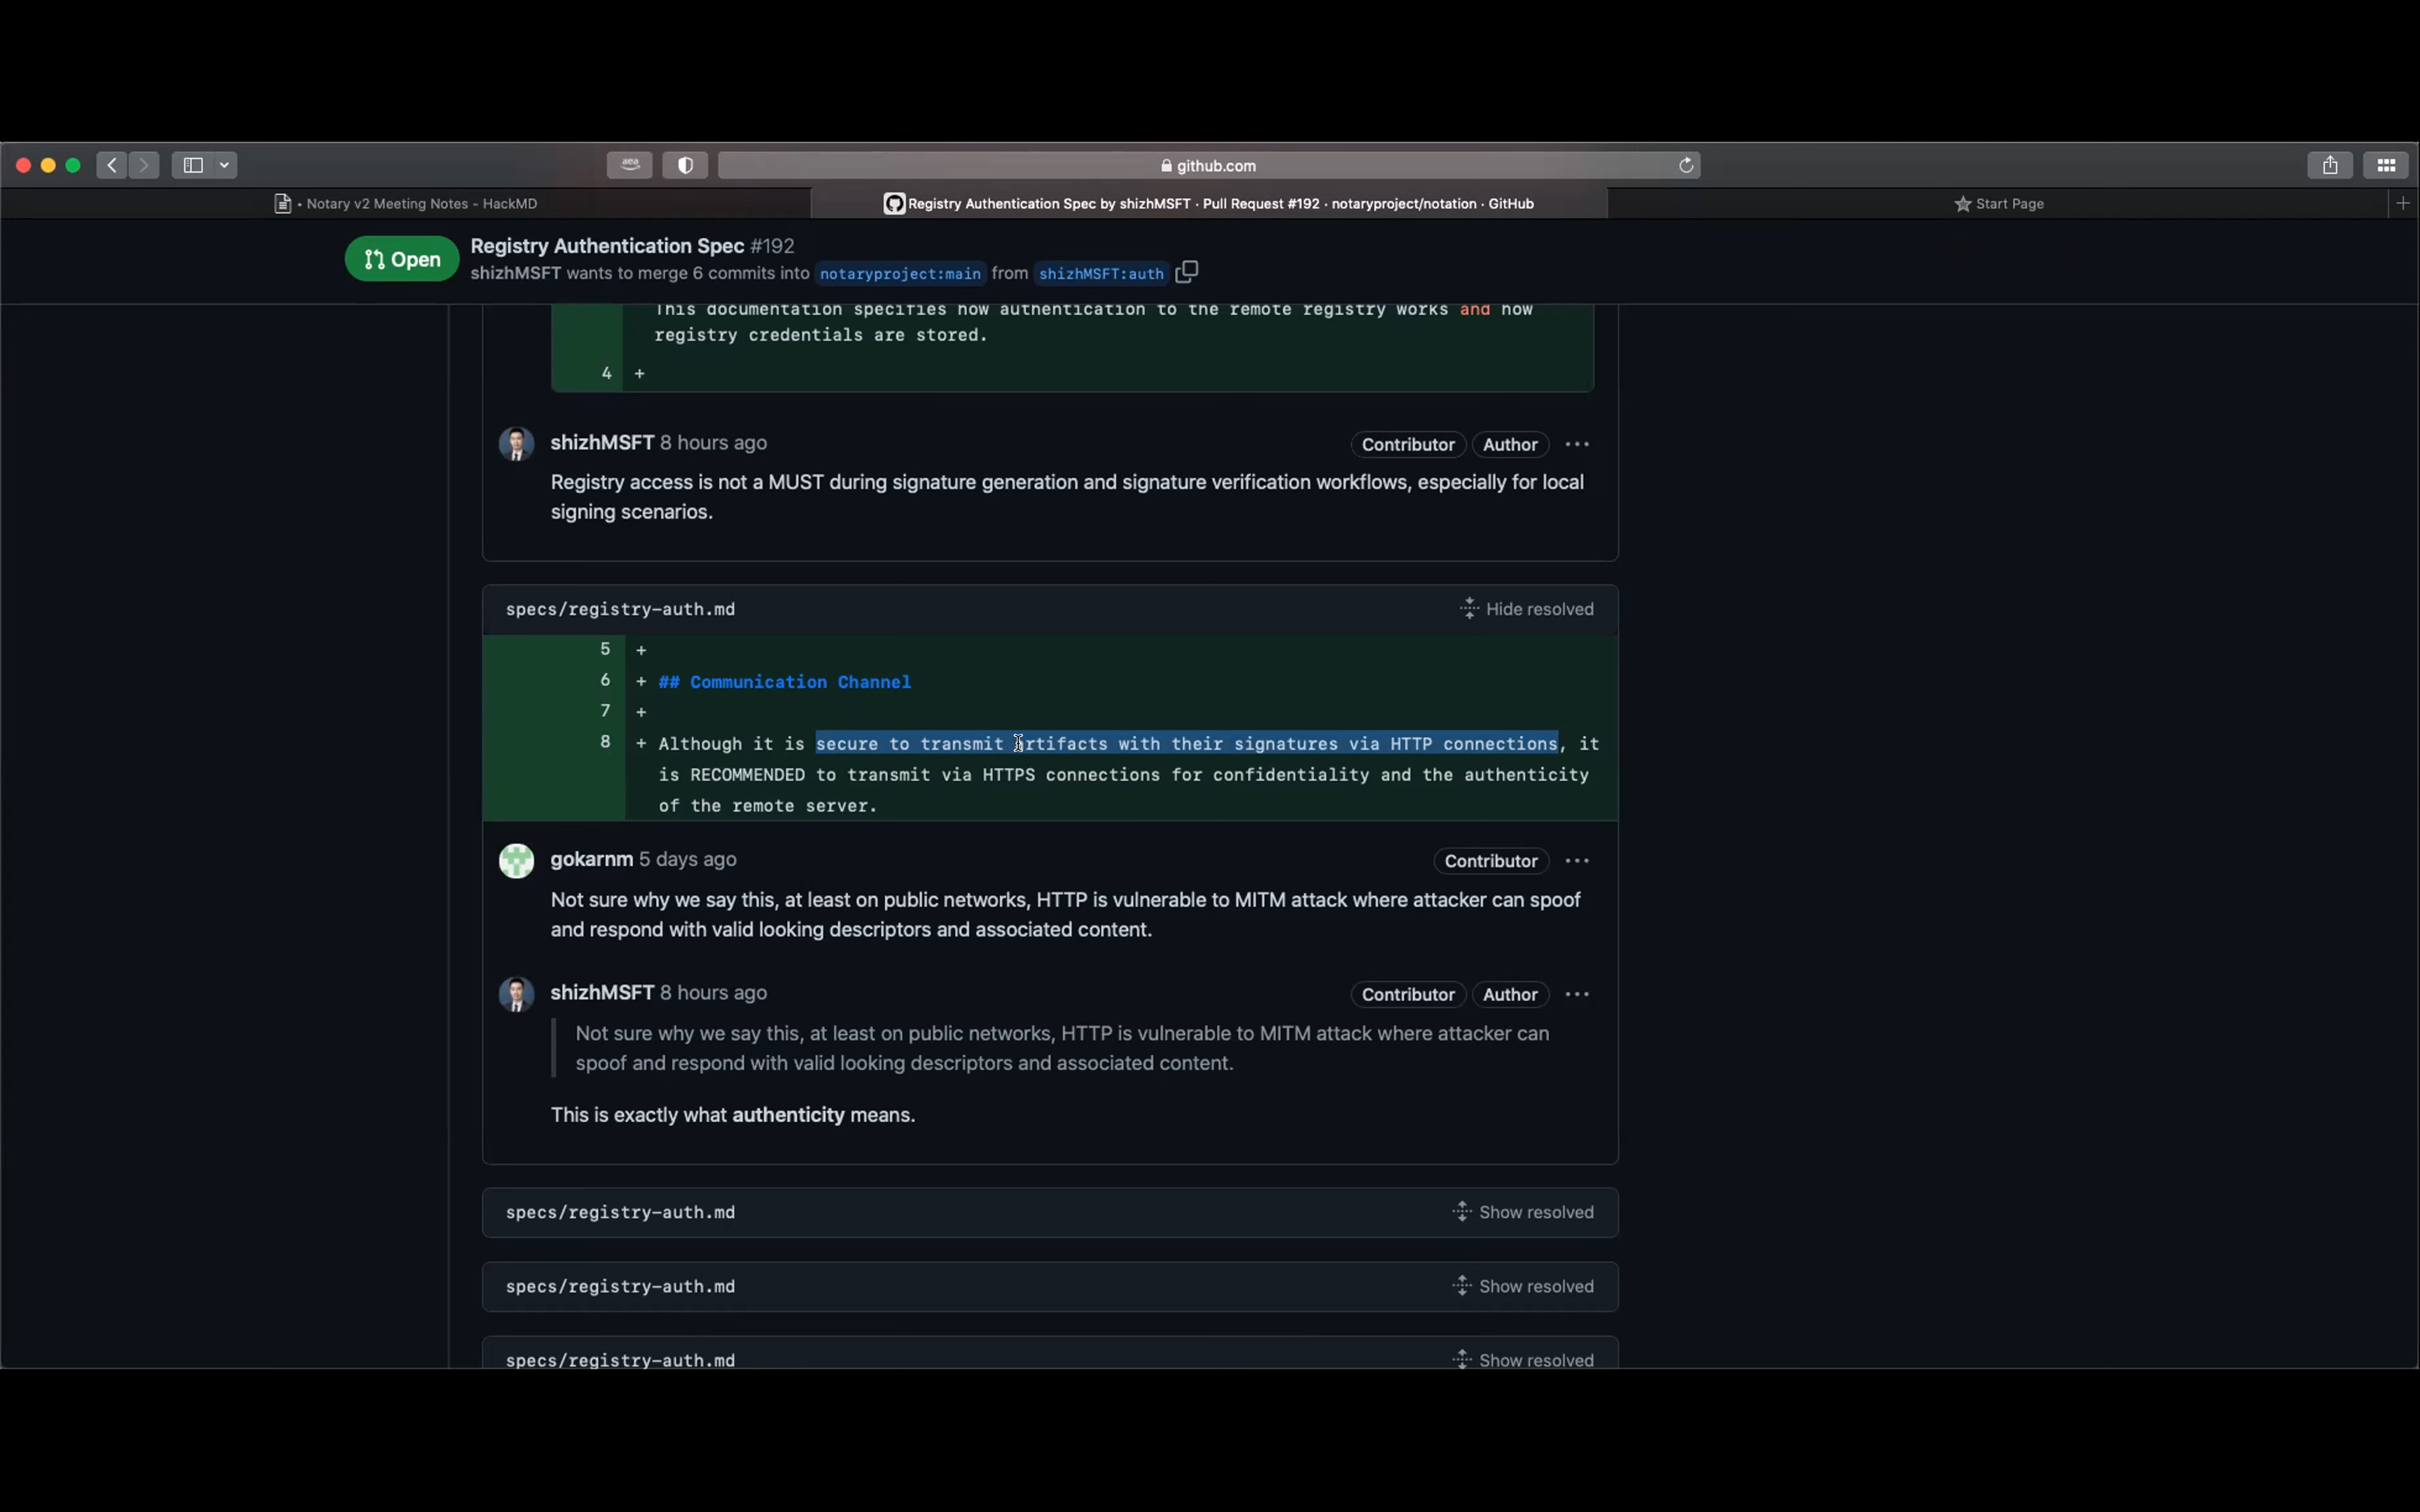 aea
github.com
• Notary v2 Meeting Notes - HackMD
Registry Authentication Spec by shizhMSFT · Pull Request #192 · notaryproject/notation · GitHub
Start Page
Open
Registry Authentication Spec #192
shizhMSFT wants to merge 6 commits into notaryproject:main from shizhMSFT:auth
This documentation specifies how authentication to the remote registry works and how
registry credentials are stored.
4 +
shizhMSFT 8 hours ago Contributor Author ...
Registry access is not a MUST during signature generation and signature verification workflows, especially for local
signing scenarios.
specs/registry-auth.md Hide resolved
5 +
6 + ## Communication Channel
7 +
8 + Although it is secure to transmit artifacts with their signatures via HTTP connections, it
is RECOMMENDED to transmit via HTTPS connections for confidentiality and the authenticity
of the remote server.
gokarnm 5 days ago Contributor ...
Not sure why we say this, at least on public networks, HTTP is vulnerable to MITM attack where attacker can spoof
and respond with valid looking descriptors and associated content.
shizhMSFT 8 hours ago Contributor Author ...
Not sure why we say this, at least on public networks, HTTP is vulnerable to MITM attack where attacker can
spoof and respond with valid looking descriptors and associated content.
This is exactly what authenticity means.
specs/registry-auth.md Show resolved
specs/registry-auth.md Show resolved
specs/registry-auth.md Show resolved